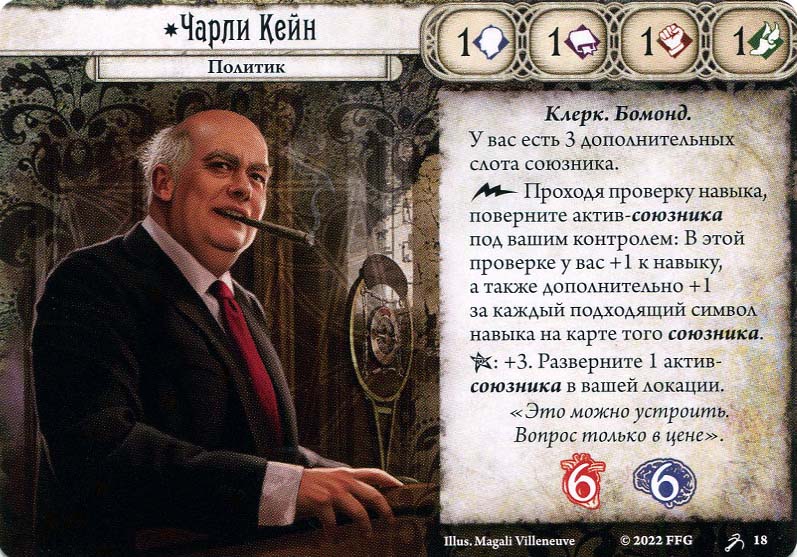 Чарли Кейн
Политик
1 1 1 1
Клерк. Бомонд.
У вас есть 3 дополнительных
слота союзника.
Проходя проверку навыка,
поверните актив-союзника
под вашим контролем: В этой
проверке у вас +1 к навыку,
а также дополнительно +1
за каждый подходящий символ
навыка на карте того союзника.
: +3. Разверните 1 актив-
союзника в вашей локации.
«Это можно устроить.
Вопрос только в цене».
6 6
Illus. Magali Villeneuve © 2022 FFG 18